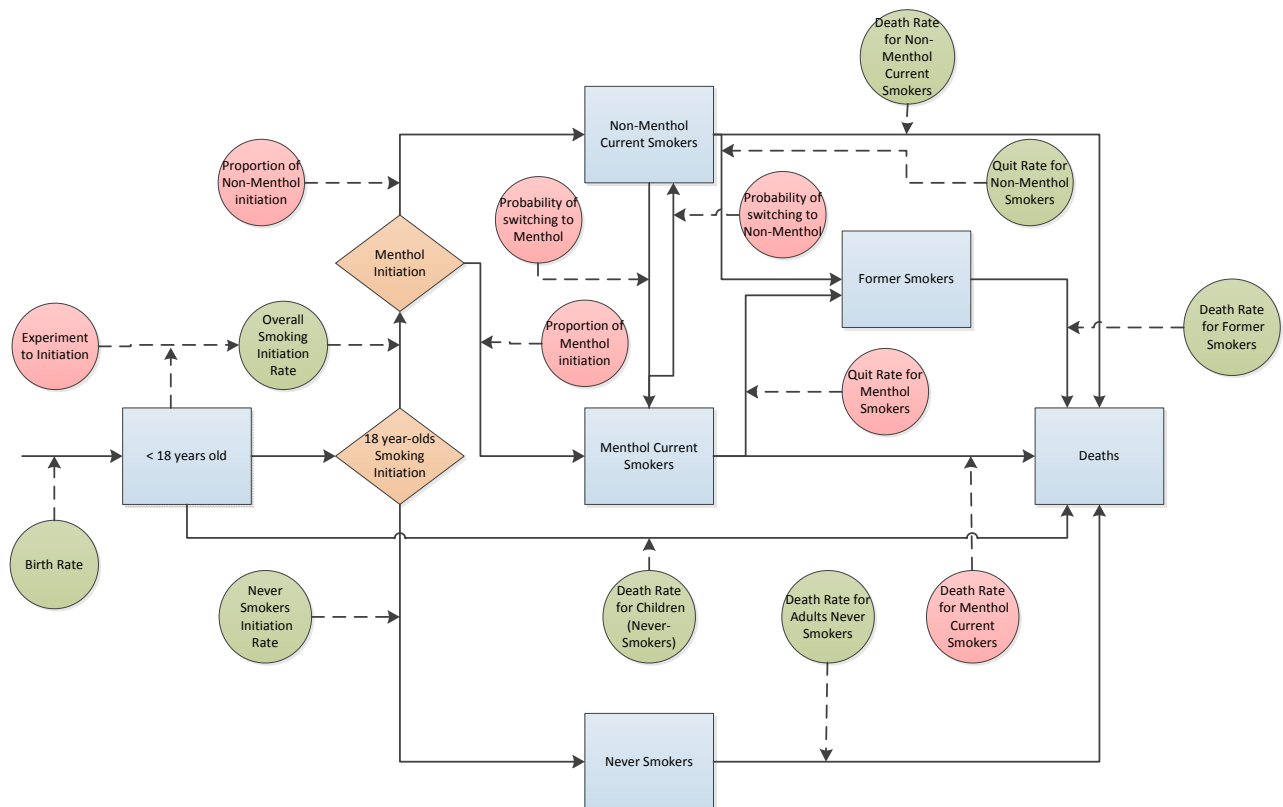 Death Rate
for Non-
Menthol
Current
Smokers
Non-Menthol
Current Smokers
Proportion of
Non-Menthol
initiation
Quit Rate for
Non-Menthol
Smokers
Probability of
switching to
Menthol
Probability of
switching to
Non-Menthol
Menthol
Initiation
Former Smokers
Experiment
to Initiation
Overall
Smoking
Initiation
Rate
Proportion of
Menthol
initiation
Death Rate
for Former
Smokers
Quit Rate for
Menthol
Smokers
< 18 years old
18 year-olds
Smoking
Initiation
Menthol Current
Smokers
Deaths
Birth Rate
Never
Smokers
Initiation
Rate
Death Rate
for Children
(Never-
Smokers)
Death Rate for
Adults Never
Smokers
Death Rate
for Menthol
Current
Smokers
Never Smokers